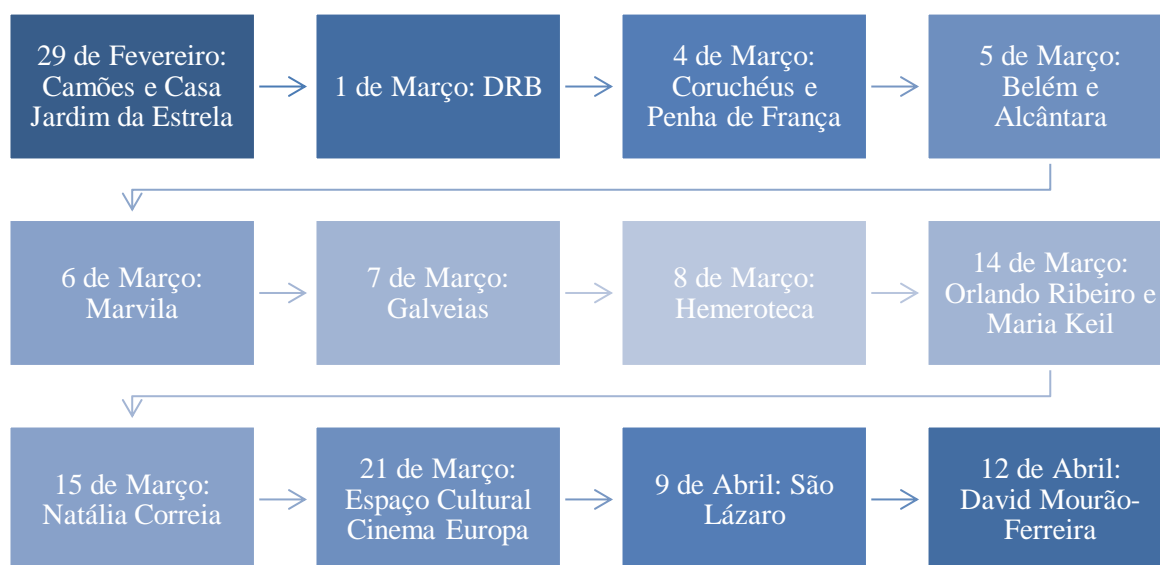 29 de Fevereiro:
Camões e Casa
Jardim da Estrela
1 de Março: DRB
4 de Março:
Coruchéus e
Penha de França
5 de Março:
Belém e
Alcântara
6 de Março:
Marvila
7 de Março:
Galveias
8 de Março:
Hemeroteca
14 de Março:
Orlando Ribeiro e
Maria Keil
15 de Março:
Natália Correia
21 de Março:
Espaço Cultural
Cinema Europa
9 de Abril: São
Lázaro
12 de Abril:
David Mourão-
Ferreira